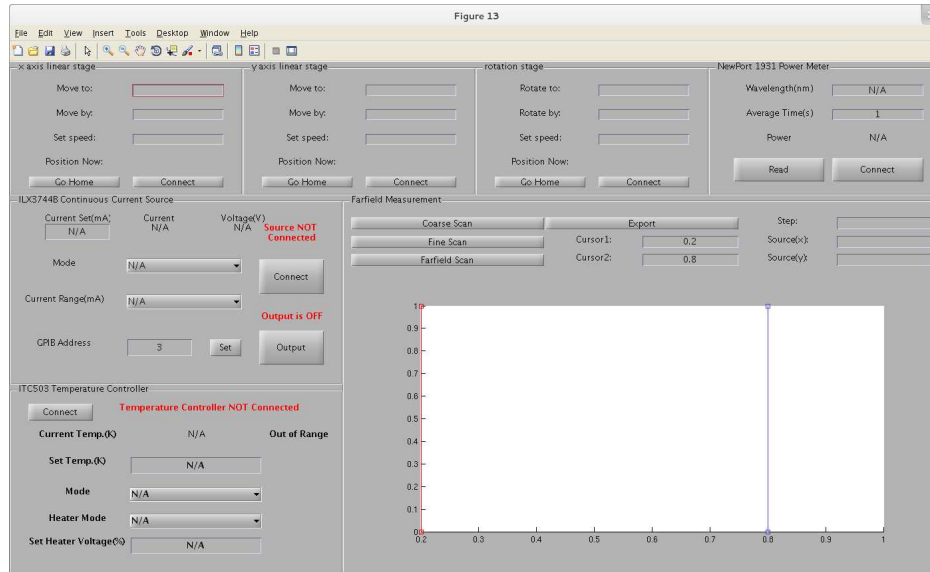 Figure 13
File Edit View Insert Tools Desktop Window Help
x axis linear stage
Move to:
Move by:
Set speed:
Position Now:
Go Home Connect
y axis linear stage
Move to:
Move by:
Set speed:
Position Now:
Go Home Connect
rotation stage
Rotate to:
Rotate by:
Set speed:
Position Now:
Go Home Connect
NewPort 1931 Power Meter
Wavelength(nm) N/A
Average Time(s) 1
Power N/A
Read Connect
ILX3744B Continuous Current Source
Current Set(mA) Current Voltage(V)
N/A N/A N/A
Source NOT
Connected
Mode N/A
Connect
Current Range(mA) N/A
Output is OFF
GPIB Address 3 Set Output
ITC503 Temperature Controller
Connect Temperature Controller NOT Connected
Current Temp.(K) N/A Out of Range
Set Temp.(K) N/A
Mode N/A
Heater Mode N/A
Set Heater Voltage(%) N/A
Farfield Measurement
Coarse Scan Export Step:
Fine Scan Cursor1: 0.2 Source(x):
Farfield Scan Cursor2: 0.8 Source(y):
1
0.9
0.8
0.7
0.6
0.5
0.4
0.3
0.2
0.1
0
0.2 0.3 0.4 0.5 0.6 0.7 0.8 0.9 1